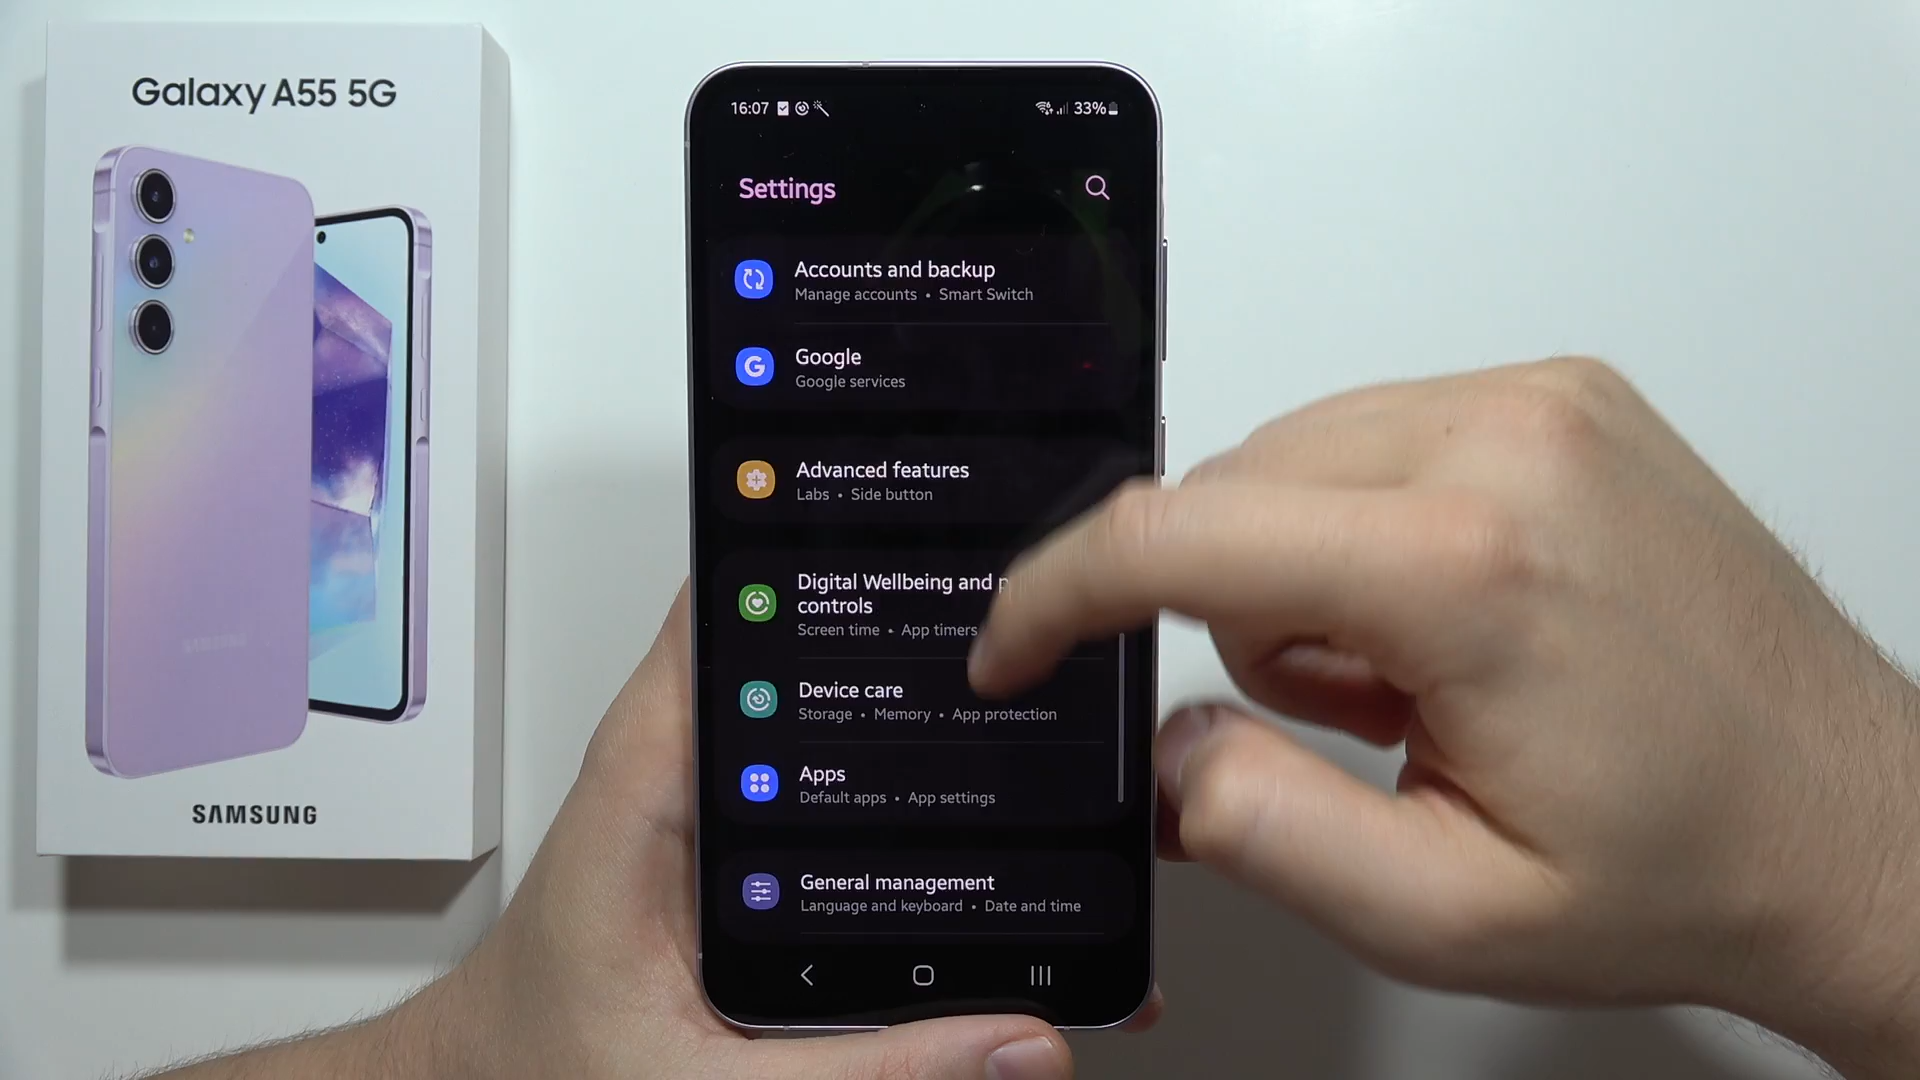 Galaxy A55 5G
SAMSUNG
SAMSUNG
16:07
33%
Settings
Accounts and backup
Manage accounts • Smart Switch
Google
Google services
Advanced features
Labs • Side button
Digital Wellbeing and
controls
Screen time • App timers
Device care
Storage • Memory • App protection
Apps
Default apps • App settings
General management
Language and keyboard • Date and time